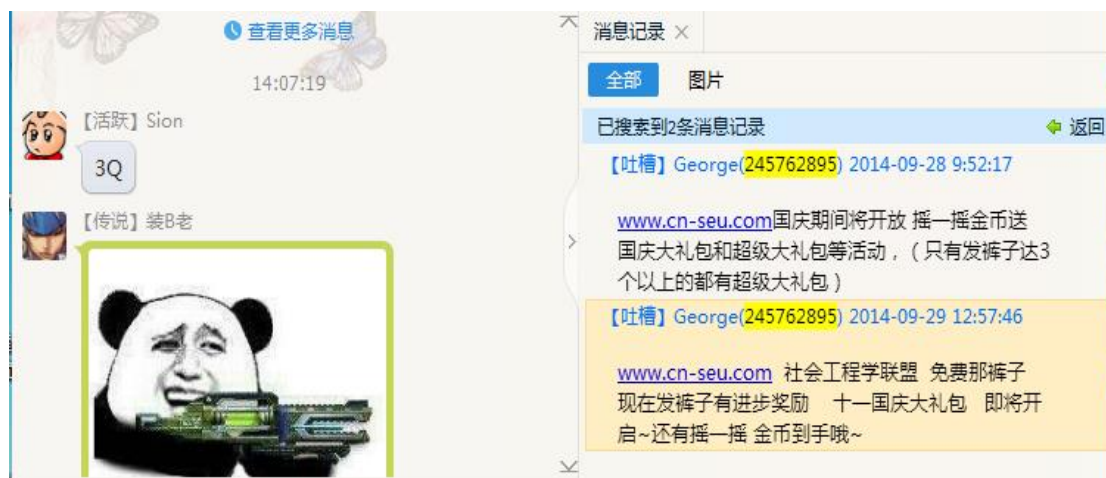 查看更多消息
14:07:19
【活跃】Sion
3Q
【传说】装B老
消息记录
全部 图片
已搜索到2条消息记录 返回
【吐槽】George(245762895) 2014-09-28 9:52:17
www.cn-seu.com国庆期间将开放 摇一摇金币送
国庆大礼包和超级大礼包等活动，（只有发裤子达3
个以上的都有超级大礼包）
【吐槽】George(245762895) 2014-09-29 12:57:46
www.cn-seu.com 社会工程学联盟 免费那裤子
现在发裤子有进步奖励 十一国庆大礼包 即将开
启~还有摇一摇 金币到手哦~